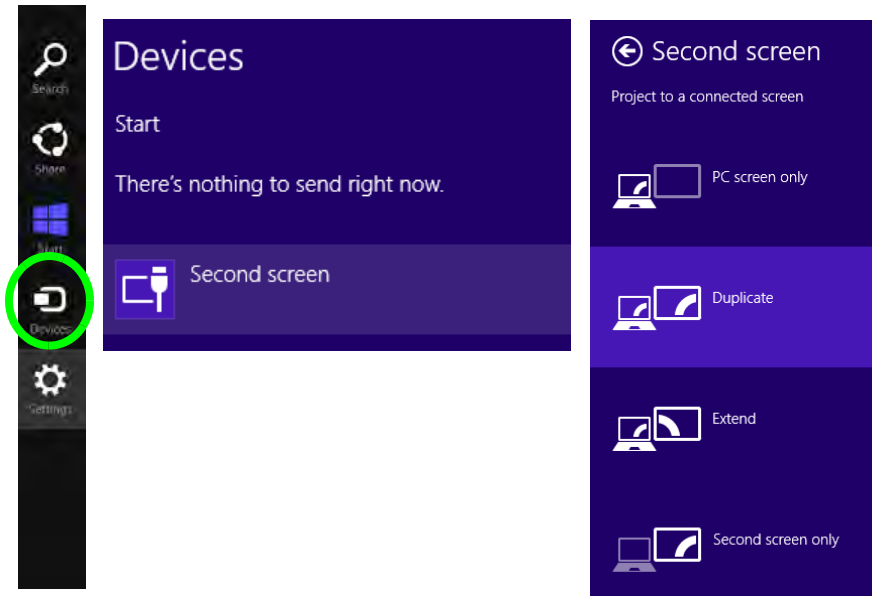 Search
Share
Start
Devices
Settings
Devices
Start
There's nothing to send right now.
Second screen
Second screen
Project to a connected screen
PC screen only
Duplicate
Extend
Second screen only